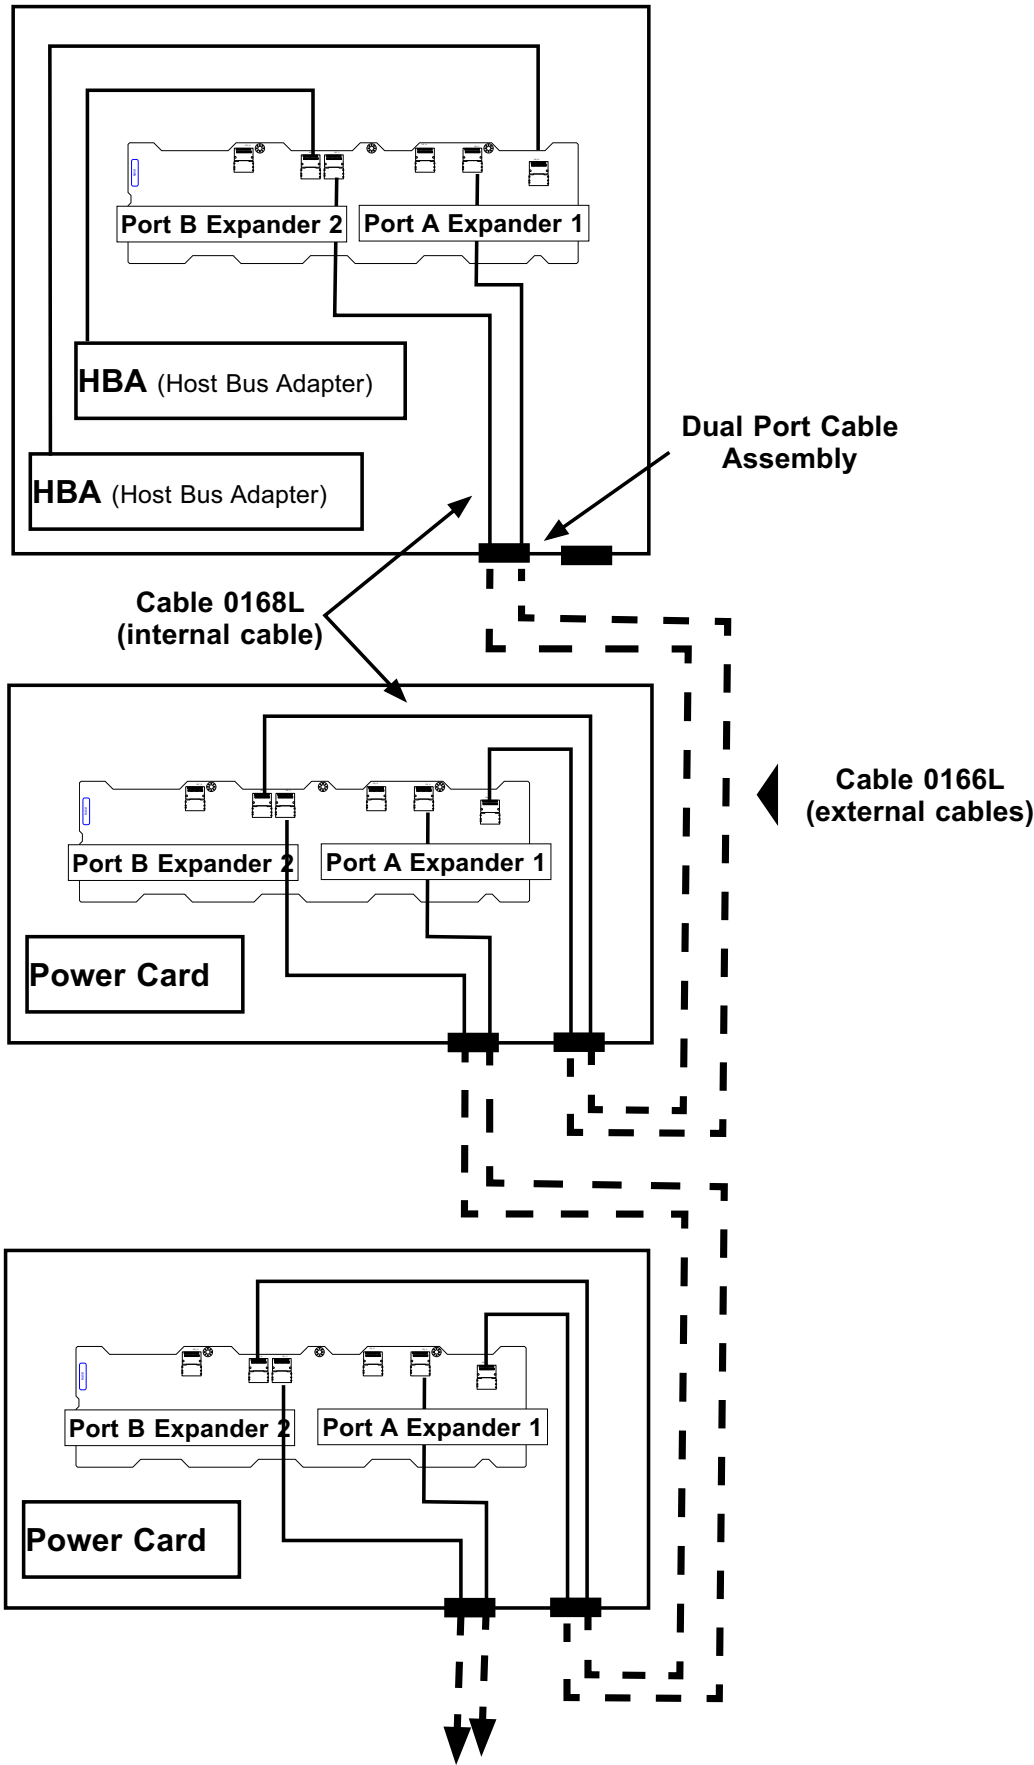 Port B Expander 2
Port A Expander 1
HBA (Host Bus Adapter)
HBA (Host Bus Adapter)
Dual Port Cable
Assembly
Cable 0168L
(internal cable)
Cable 0166L
(external cables)
Port B Expander 2
Port A Expander 1
Power Card
Port B Expander 2
Port A Expander 1
Power Card